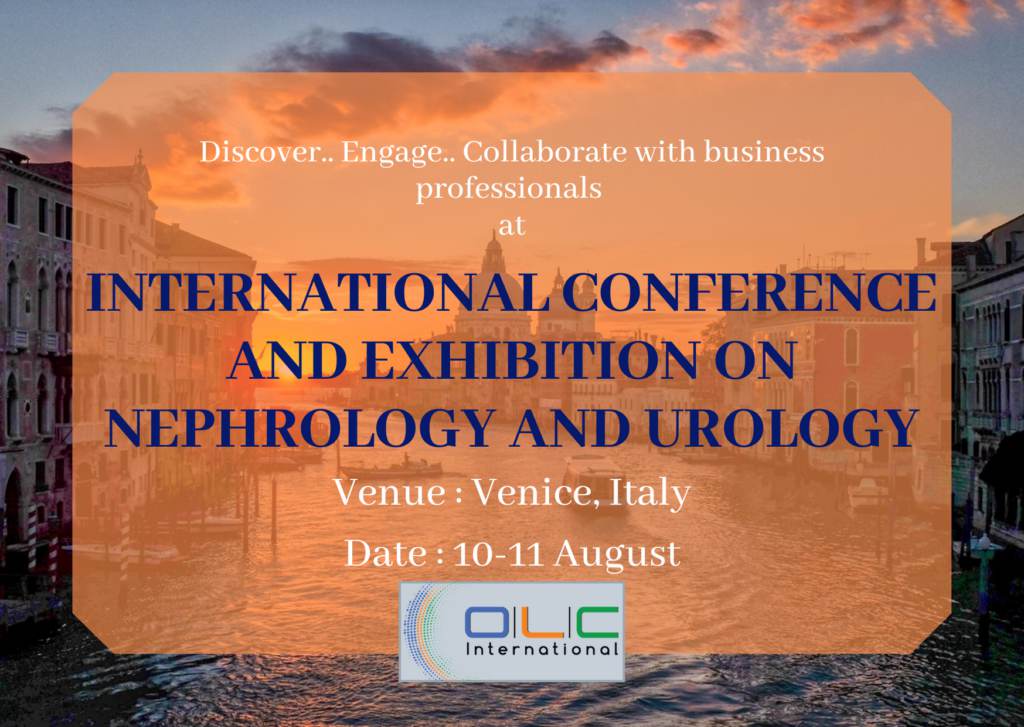 Discover.. Engage.. Collaborate with business
professionals
at
INTERNATIONAL CONFERENCE
AND EXHIBITION ON
NEPHROLOGY AND UROLOGY
Venue : Venice, Italy
Date : 10-11 August
O|L|C
International